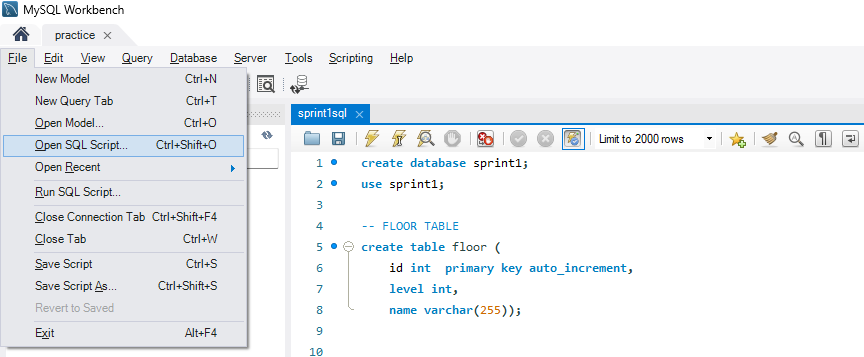 MySQL Workbench
practice
File Edit View Query Database Server Tools Scripting Help
New Model Ctrl+N
New Query Tab Ctrl+T
Open Model... Ctrl+O
Open SQL Script... Ctrl+Shift+O
Open Recent
Run SQL Script...
Close Connection Tab Ctrl+Shift+F4
Close Tab Ctrl+W
Save Script Ctrl+S
Save Script As... Ctrl+Shift+S
Revert to Saved
Exit Alt+F4
sprint1sql
Limit to 2000 rows
1 create database sprint1;
2 use sprint1;
3
4 -- FLOOR TABLE
5 create table floor (
6 id int  primary key auto_increment,
7 level int,
8 name varchar(255));
9
10